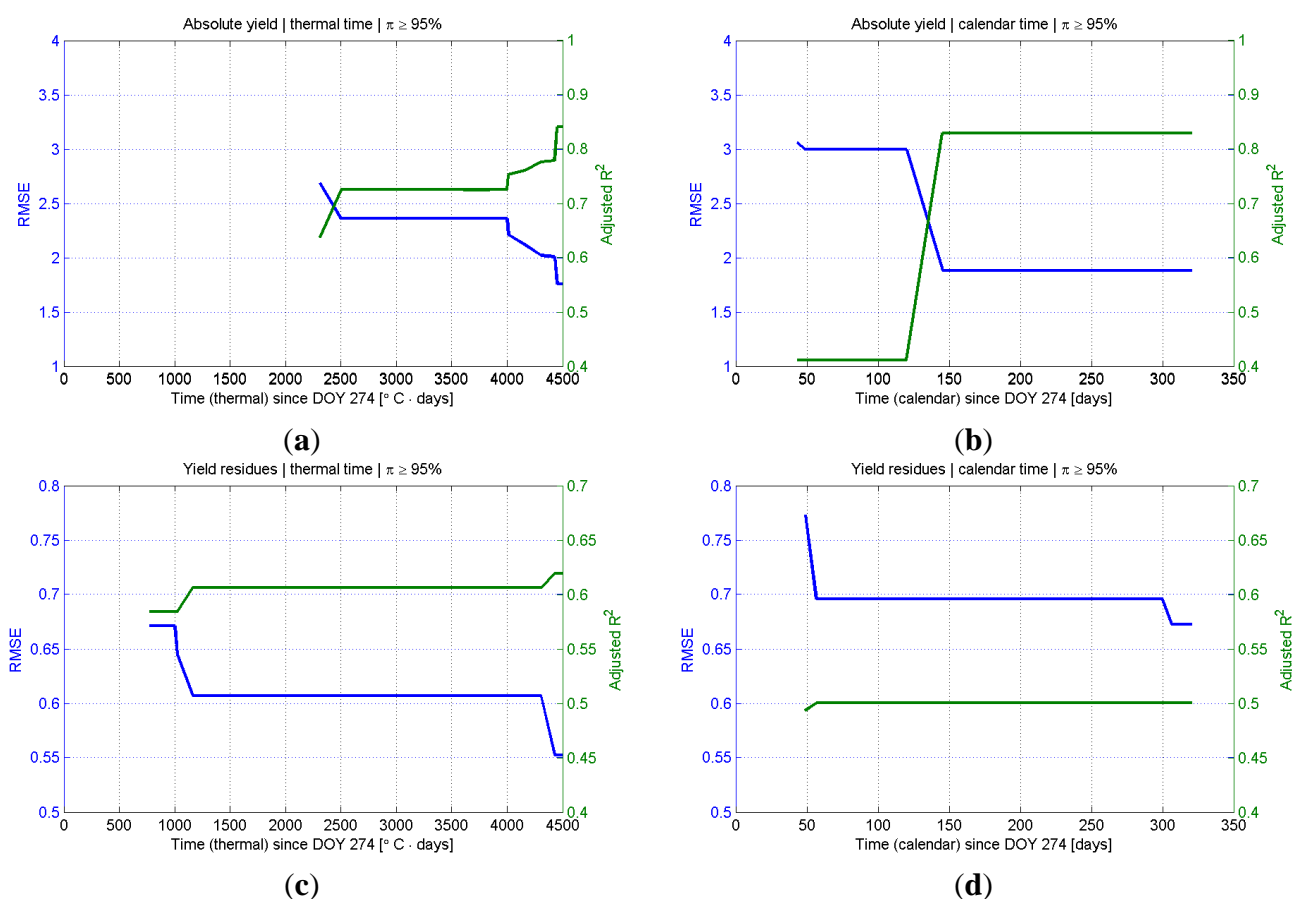 Absolute yield | thermal time | π ≥ 95%
4
3.5
3
2.5
2
1.5
1
RMSE
1
0.9
0.8
0.7
0.6
0.5
0.4
Adjusted R²
0 500 1000 1500 2000 2500 3000 3500 4000 4500
Time (thermal) since DOY 274 [° C · days]
(a)
Absolute yield | calendar time | π ≥ 95%
4
3.5
3
2.5
2
1.5
1
RMSE
1
0.9
0.8
0.7
0.6
0.5
0.4
Adjusted R²
0 50 100 150 200 250 300 350
Time (calendar) since DOY 274 [days]
(b)
Yield residues | thermal time | π ≥ 95%
0.8
0.75
0.7
0.65
0.6
0.55
0.5
RMSE
0.7
0.65
0.6
0.55
0.5
0.45
0.4
Adjusted R²
0 500 1000 1500 2000 2500 3000 3500 4000 4500
Time (thermal) since DOY 274 [° C · days]
(c)
Yield residues | calendar time | π ≥ 95%
0.8
0.75
0.7
0.65
0.6
0.55
0.5
RMSE
0.7
0.65
0.6
0.55
0.5
0.45
0.4
Adjusted R²
0 50 100 150 200 250 300 350
Time (calendar) since DOY 274 [days]
(d)